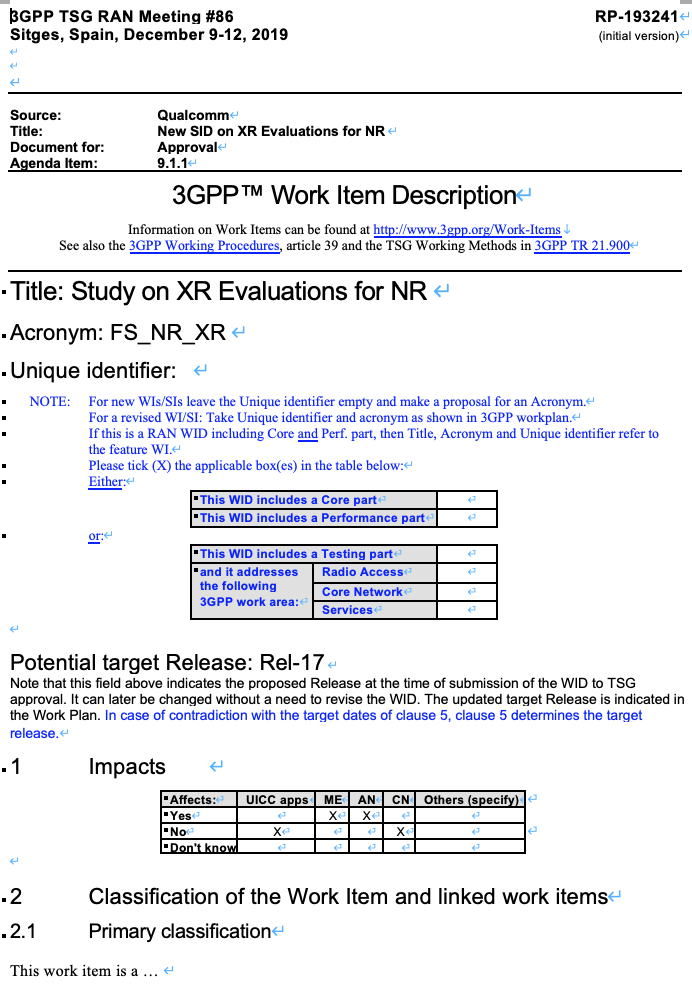 3GPP TSG RAN Meeting #86 RP-193241
Sitges, Spain, December 9-12, 2019 (initial version)
Source: Qualcomm
Title: New SID on XR Evaluations for NR
Document for: Approval
Agenda Item: 9.1.1
3GPP™ Work Item Description
Information on Work Items can be found at http://www.3gpp.org/Work-Items
See also the 3GPP Working Procedures, article 39 and the TSG Working Methods in 3GPP TR 21.900
Title: Study on XR Evaluations for NR
Acronym: FS_NR_XR
Unique identifier:
NOTE: For new WIs/SIs leave the Unique identifier empty and make a proposal for an Acronym.
For a revised WI/SI: Take Unique identifier and acronym as shown in 3GPP workplan.
If this is a RAN WID including Core and Perf. part, then Title, Acronym and Unique identifier refer to
the feature WI.
Please tick (X) the applicable box(es) in the table below:
Either:
This WID includes a Core part
This WID includes a Performance part
or:
This WID includes a Testing part
and it addresses
the following
3GPP work area:
Radio Access
Core Network
Services
Potential target Release: Rel-17
Note that this field above indicates the proposed Release at the time of submission of the WID to TSG
approval. It can later be changed without a need to revise the WID. The updated target Release is indicated in
the Work Plan. In case of contradiction with the target dates of clause 5, clause 5 determines the target
release.
1 Impacts
Affects: UICC apps ME AN CN Others (specify)
Yes X X
No X X
Don't know
2 Classification of the Work Item and linked work items
2.1 Primary classification
This work item is a …